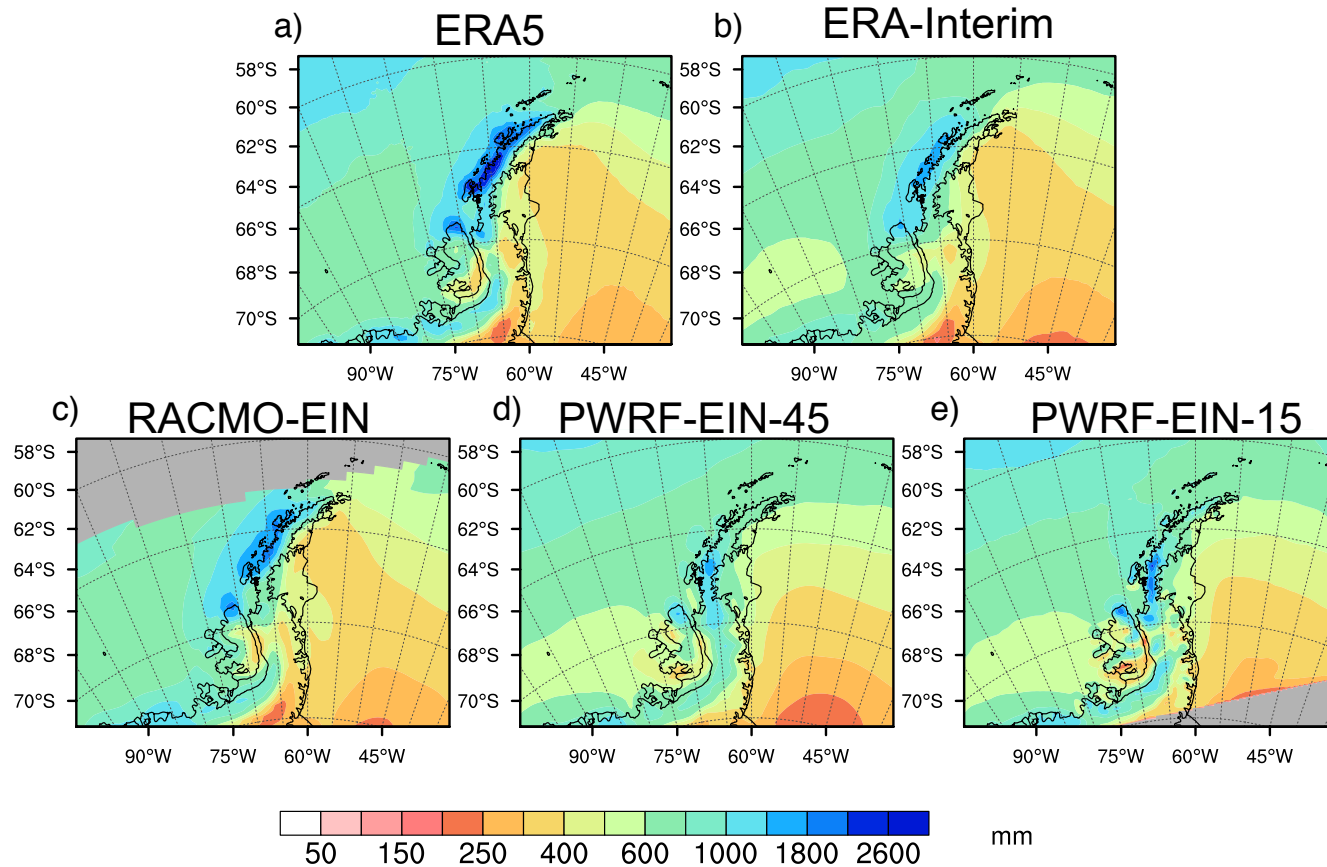 a) ERA5
b) ERA-Interim
58°S
60°S
62°S
64°S
66°S
68°S
70°S
90°W 75°W 60°W 45°W
58°S
60°S
62°S
64°S
66°S
68°S
70°S
90°W 75°W 60°W 45°W
c) RACMO-EIN
d) PWRF-EIN-45
e) PWRF-EIN-15
58°S
60°S
62°S
64°S
66°S
68°S
70°S
90°W 75°W 60°W 45°W
58°S
60°S
62°S
64°S
66°S
68°S
70°S
90°W 75°W 60°W 45°W
58°S
60°S
62°S
64°S
66°S
68°S
70°S
90°W 75°W 60°W 45°W
50 150 250 400 600 1000 1800 2600 mm